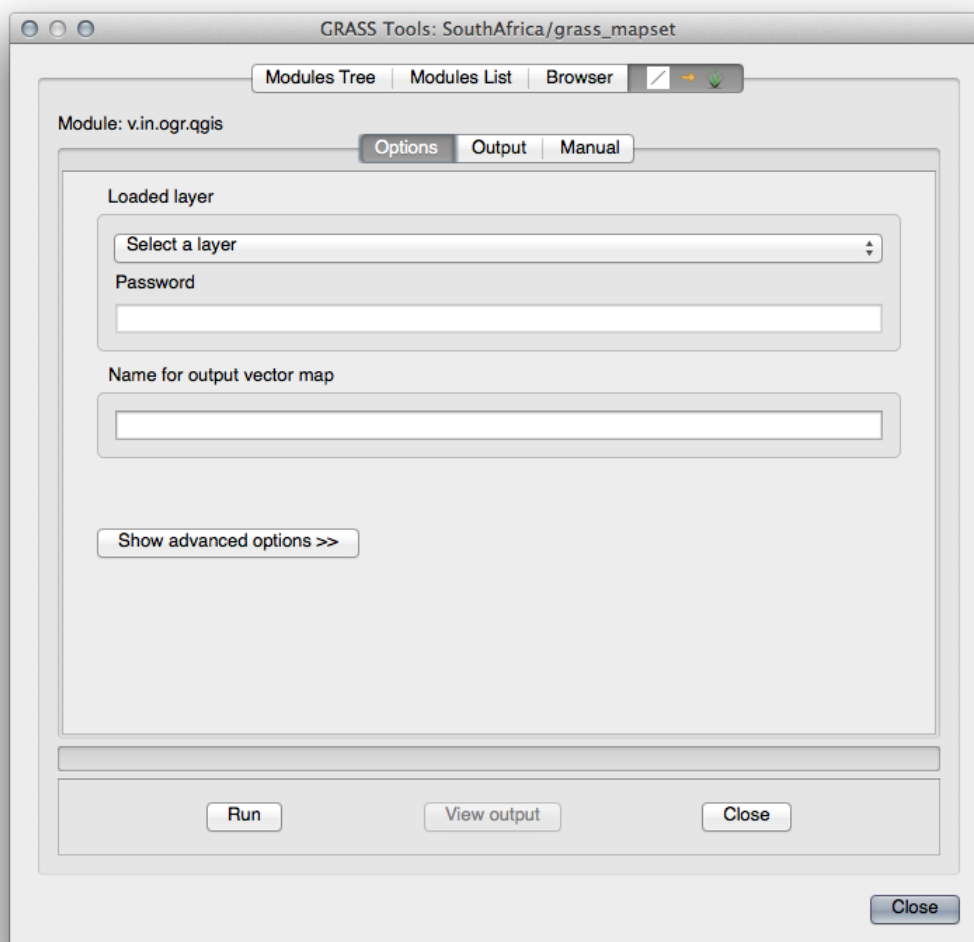 GRASS Tools: SouthAfrica/grass_mapset
Modules Tree Modules List Browser
Module: v.in.ogr.qgis
Options Output Manual
Loaded layer
Select a layer
Password
Name for output vector map
Show advanced options >>
Run View output Close
Close